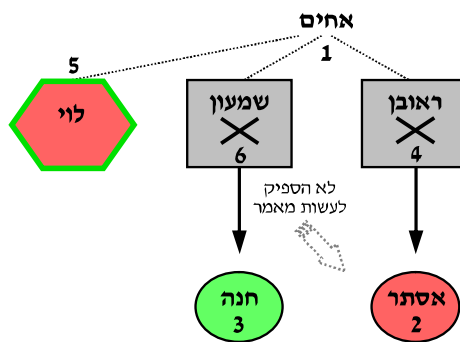 אחים
1
5
לוי
שמעון
6
ראובן
4
לא הספיק
לעשות מאמר
חנה
3
אסתר
2